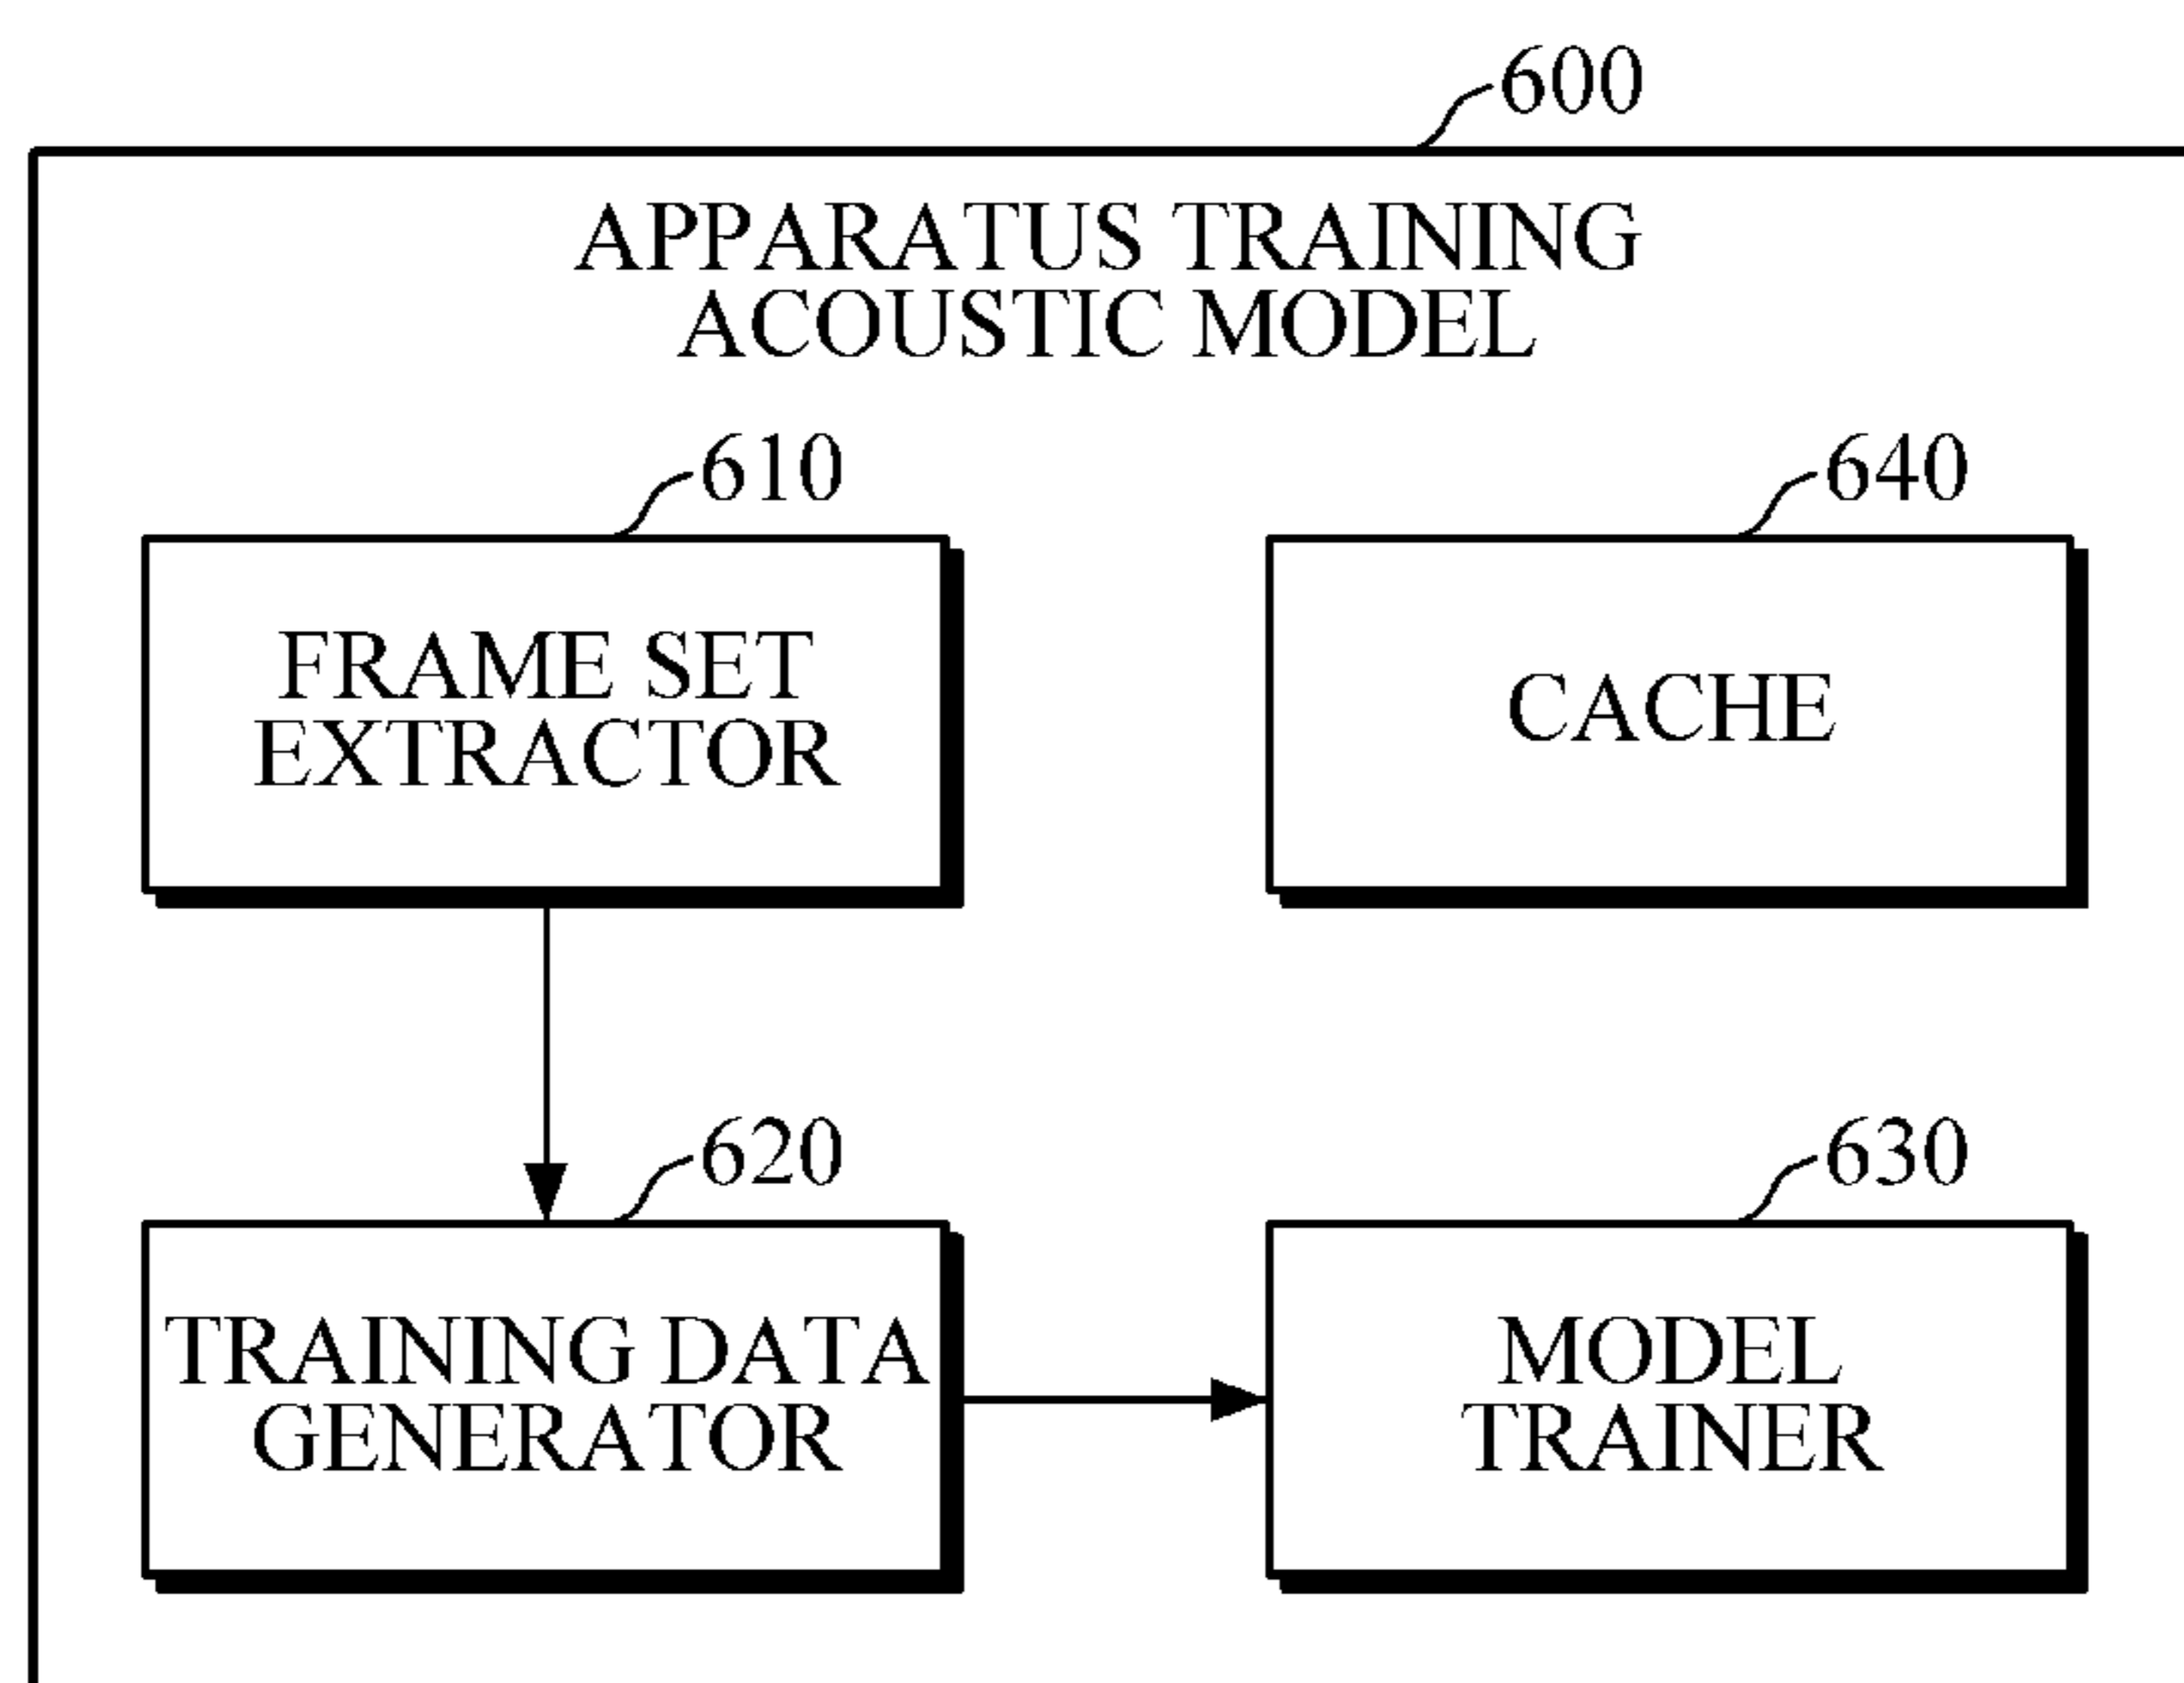 600
APPARATUS TRAINING
ACOUSTIC MODEL
610
640
FRAME SET
EXTRACTOR
CACHE
620
630
TRAINING DATA
GENERATOR
MODEL
TRAINER